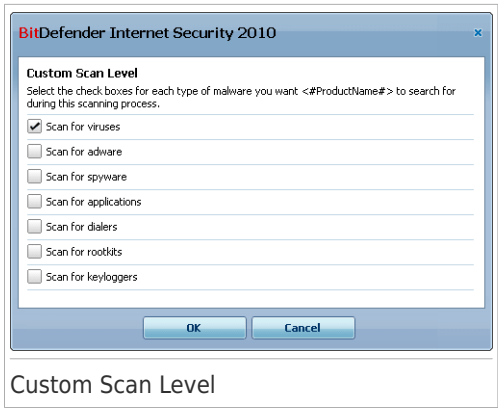 BitDefender Internet Security 2010
Custom Scan Level
Select the check boxes for each type of malware you want <#ProductName#> to search for
during this scanning process.
Scan for viruses
Scan for adware
Scan for spyware
Scan for applications
Scan for dialers
Scan for rootkits
Scan for keyloggers
OK
Cancel
Custom Scan Level